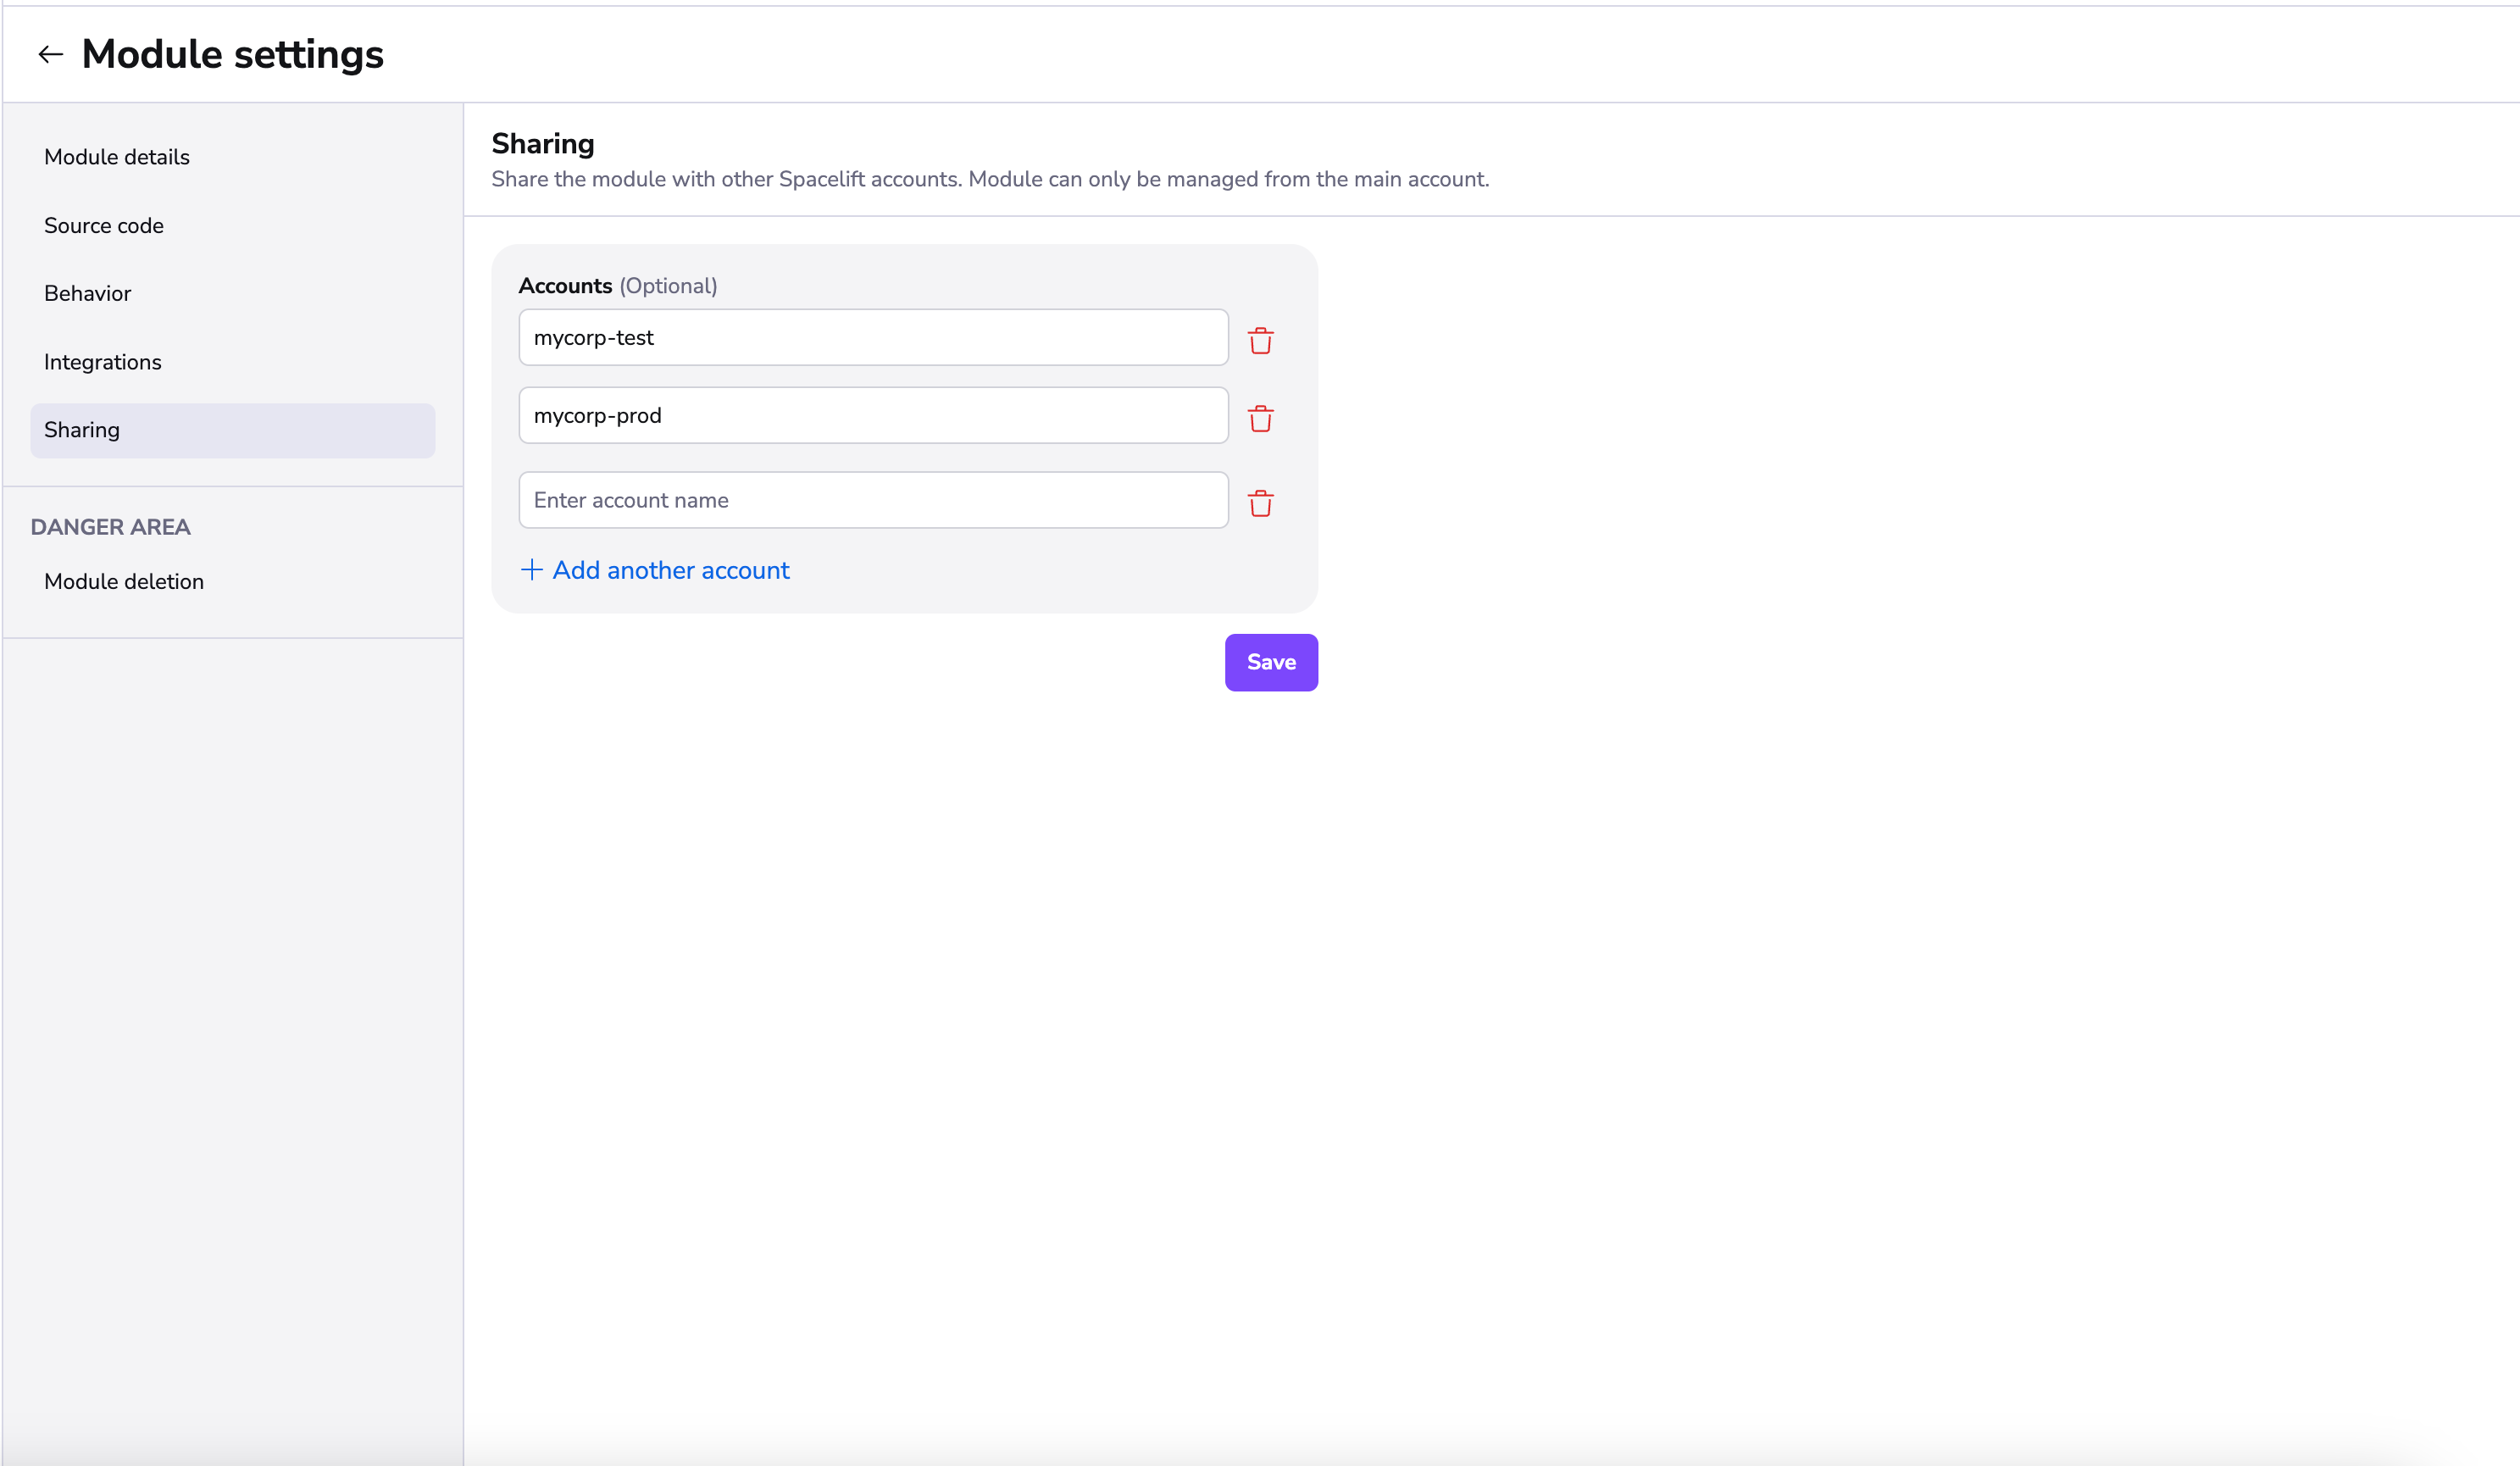 Module settings
Module details
Source code
Behavior
Integrations
Sharing
DANGER AREA
Module deletion
Sharing
Share the module with other Spacelift accounts. Module can only be managed from the main account.
Accounts (Optional)
mycorp-test
mycorp-prod
Enter account name
Add another account
Save